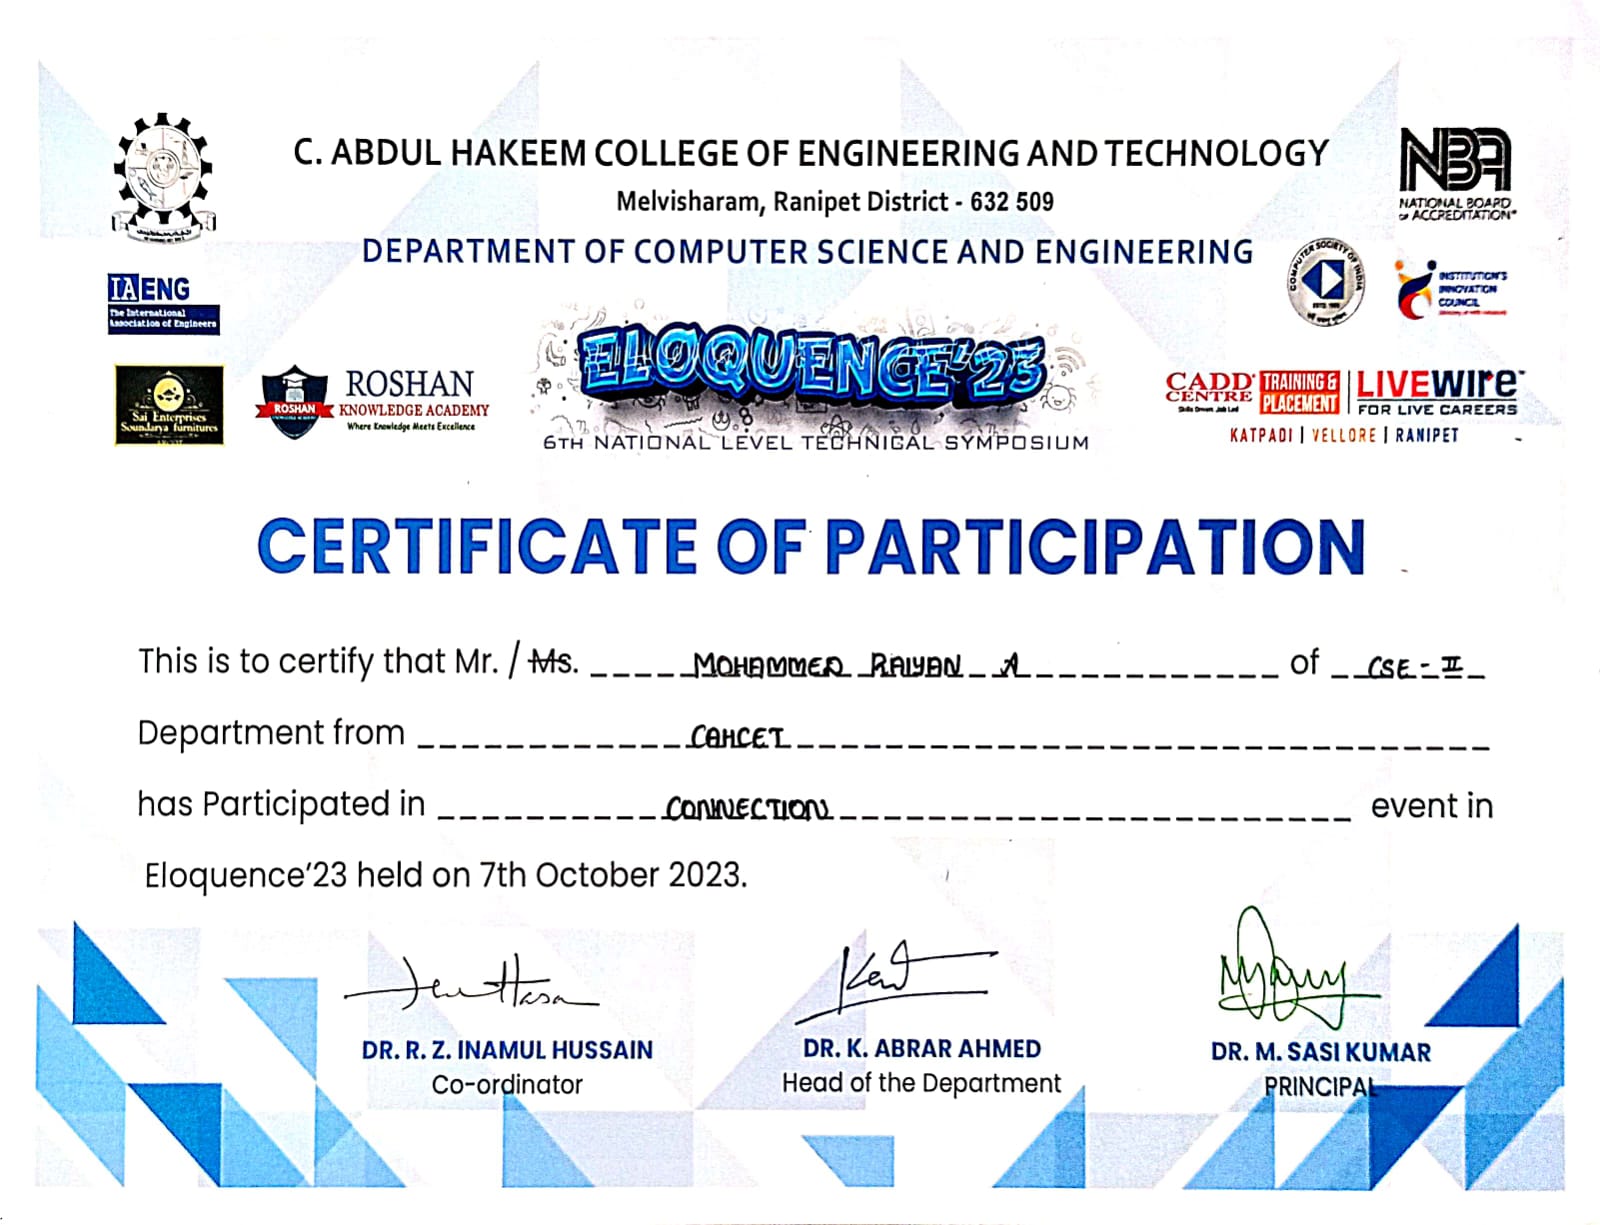 C. ABDUL HAKEEM COLLEGE OF ENGINEERING AND TECHNOLOGY
Melvisharam, Ranipet District - 632 509
DEPARTMENT OF COMPUTER SCIENCE AND ENGINEERING
NBA
NATIONAL BOARD
OF ACCREDITATION
IAENG
The International
Association of Engineers
COMPUTER SOCIETY OF INDIA
INSTITUTION'S
INNOVATION
COUNCIL
Sai Enterprises
Soundarya furnitures
ROSHAN
ROSHAN
KNOWLEDGE ACADEMY
Where Knowledge Meets Excellence
ELOQUENCE'23
6TH NATIONAL LEVEL TECHNICAL SYMPOSIUM
CADD CENTRE TRAINING & PLACEMENT
LIVEWIRE
FOR LIVE CAREERS
KATPADI | VELLORE | RANIPET
CERTIFICATE OF PARTICIPATION
This is to certify that Mr. / Ms. MOHAMMED RAIYAN A of CSE - II
Department from CAHCET
has Participated in CONNECTION event in
Eloquence'23 held on 7th October 2023.
DR. R. Z. INAMUL HUSSAIN
Co-ordinator
DR. K. ABRAR AHMED
Head of the Department
DR. M. SASI KUMAR
PRINCIPAL